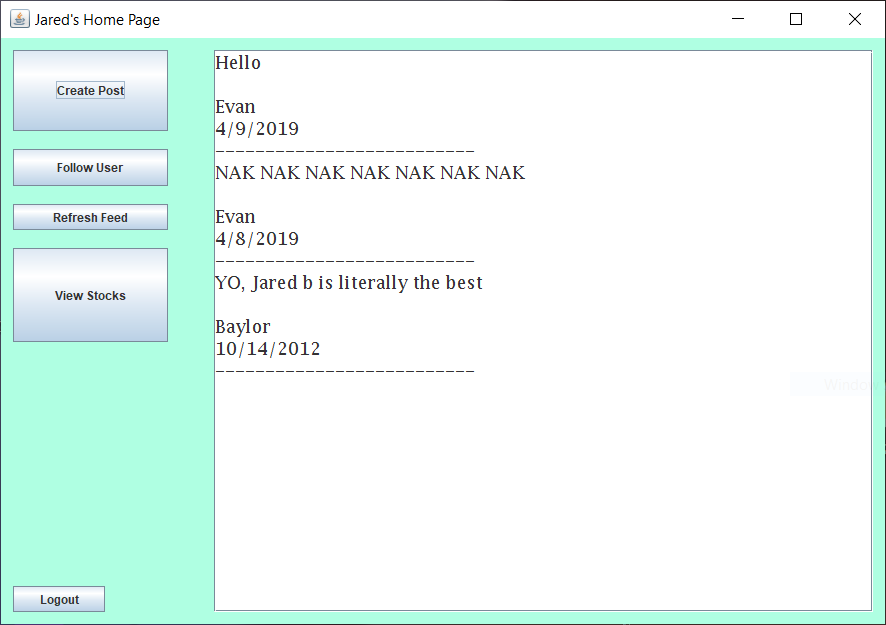 Jared's Home Page
Create Post
Follow User
Refresh Feed
View Stocks
Logout
Hello
Evan
4/9/2019
--------------------------
NAK NAK NAK NAK NAK NAK NAK
Evan
4/8/2019
--------------------------
YO, Jared b is literally the best
Baylor
10/14/2012
--------------------------
Window